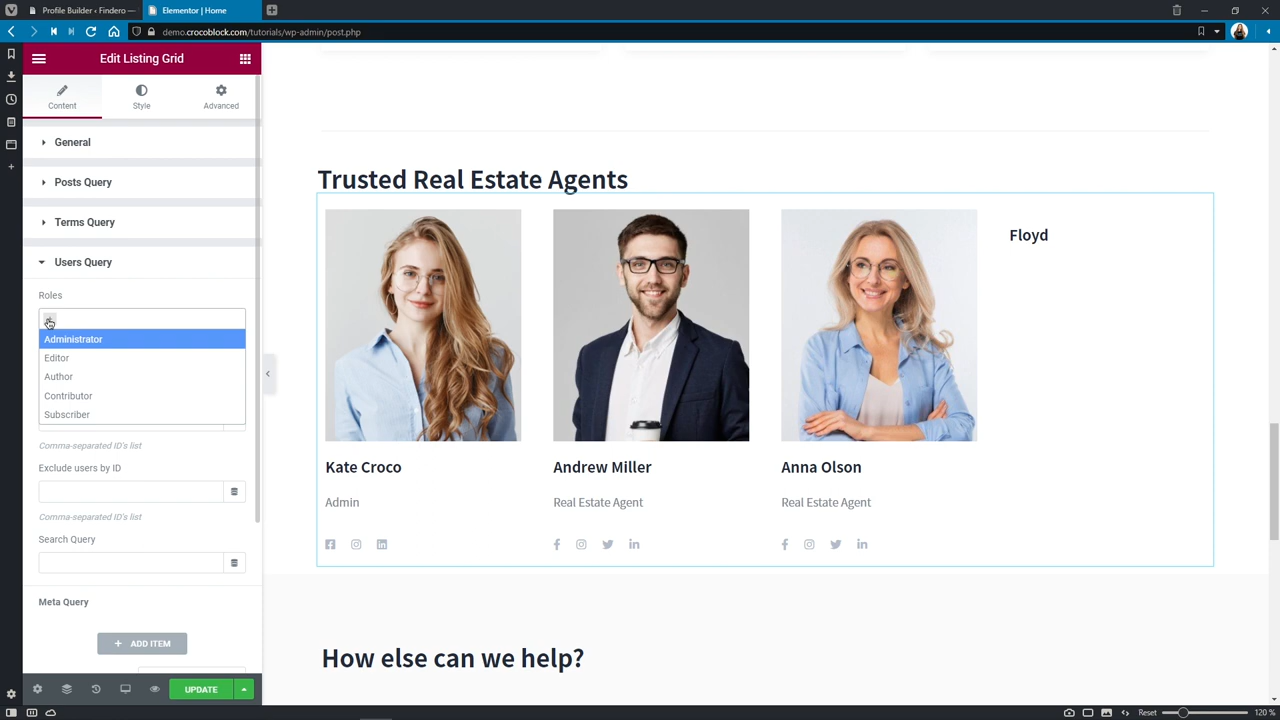 Profile Builder ‹ Findero —
Elementor | Home
demo.crocoblock.com/tutorials/wp-admin/post.php
Edit Listing Grid
Content
Style
Advanced
General
Posts Query
Terms Query
Users Query
Roles
Administrator
Editor
Author
Contributor
Subscriber
Comma-separated ID's list
Exclude users by ID
Comma-separated ID's list
Search Query
Meta Query
+ ADD ITEM
UPDATE
Trusted Real Estate Agents
Kate Croco
Admin
Andrew Miller
Real Estate Agent
Anna Olson
Real Estate Agent
Floyd
How else can we help?
Reset
120 %